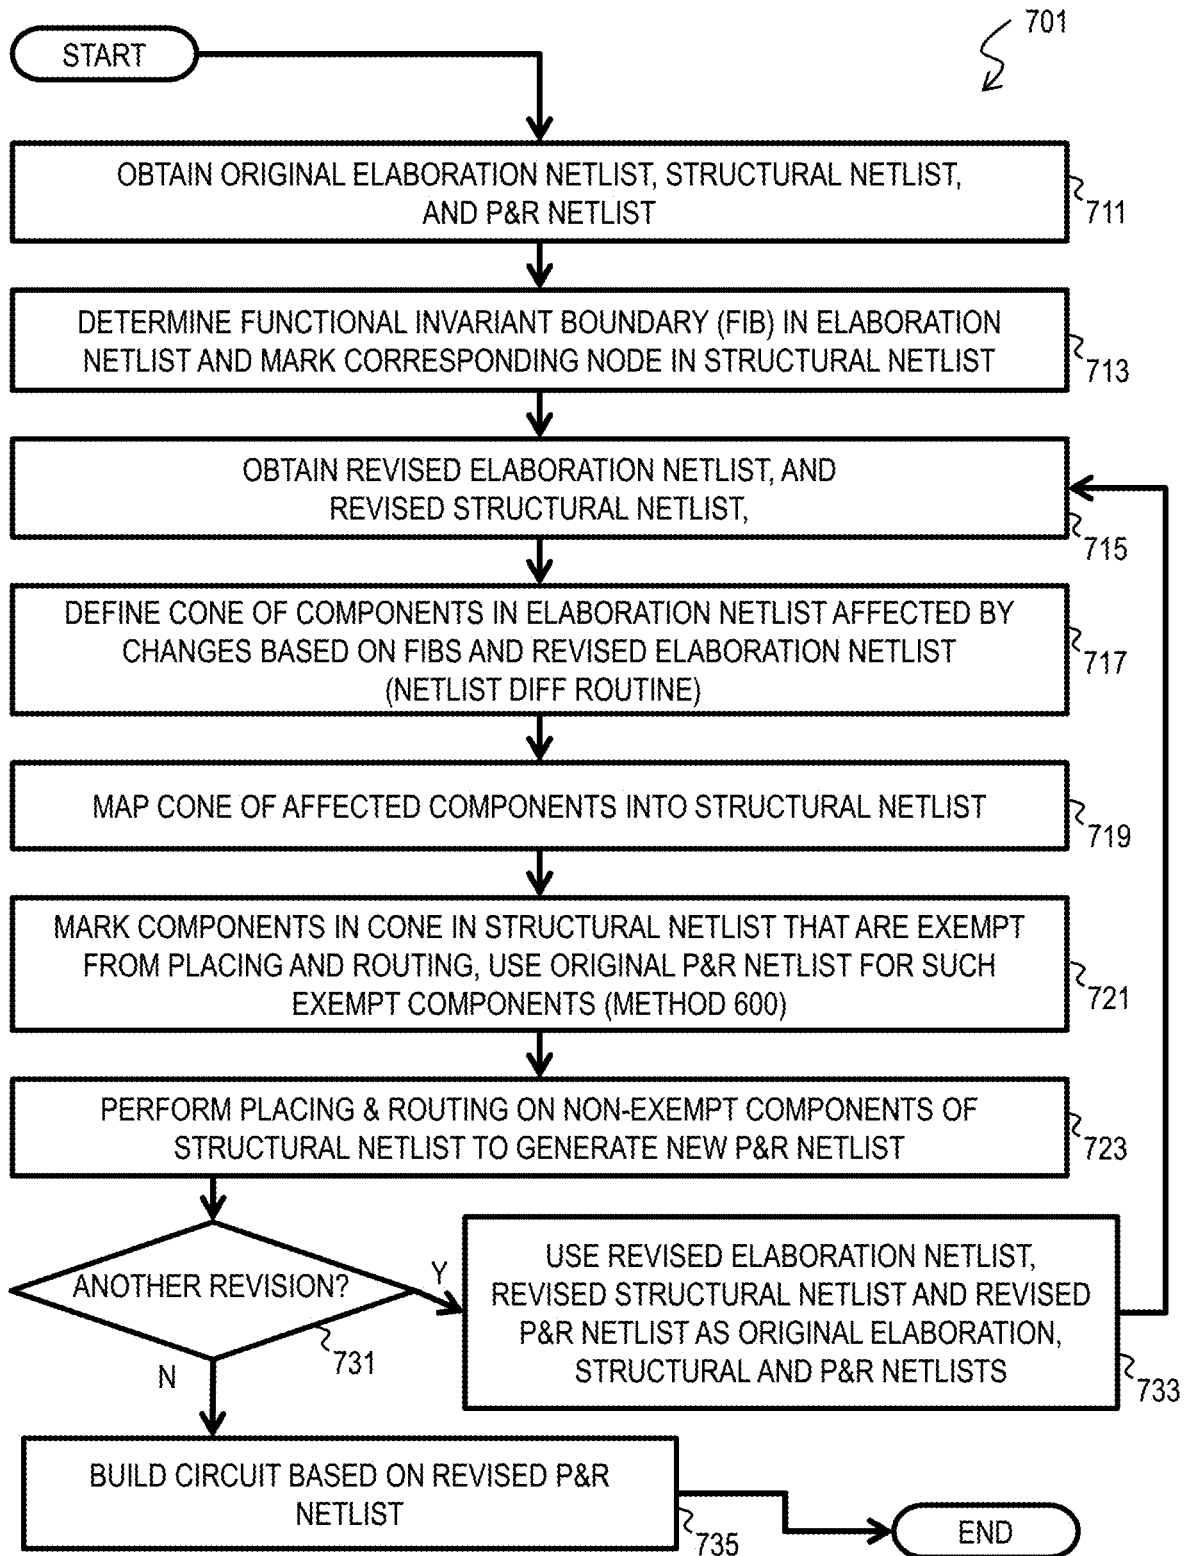 701
START
OBTAIN ORIGINAL ELABORATION NETLIST, STRUCTURAL NETLIST,
AND P&R NETLIST
711
DETERMINE FUNCTIONAL INVARIANT BOUNDARY (FIB) IN ELABORATION
NETLIST AND MARK CORRESPONDING NODE IN STRUCTURAL NETLIST
713
OBTAIN REVISED ELABORATION NETLIST, AND
REVISED STRUCTURAL NETLIST,
715
DEFINE CONE OF COMPONENTS IN ELABORATION NETLIST AFFECTED BY
CHANGES BASED ON FIBS AND REVISED ELABORATION NETLIST
(NETLIST DIFF ROUTINE)
717
MAP CONE OF AFFECTED COMPONENTS INTO STRUCTURAL NETLIST
719
MARK COMPONENTS IN CONE IN STRUCTURAL NETLIST THAT ARE EXEMPT
FROM PLACING AND ROUTING, USE ORIGINAL P&R NETLIST FOR SUCH
EXEMPT COMPONENTS (METHOD 600)
721
PERFORM PLACING & ROUTING ON NON-EXEMPT COMPONENTS OF
STRUCTURAL NETLIST TO GENERATE NEW P&R NETLIST
723
ANOTHER REVISION?
731
Y
N
USE REVISED ELABORATION NETLIST,
REVISED STRUCTURAL NETLIST AND REVISED
P&R NETLIST AS ORIGINAL ELABORATION,
STRUCTURAL AND P&R NETLISTS
733
BUILD CIRCUIT BASED ON REVISED P&R
NETLIST
735
END